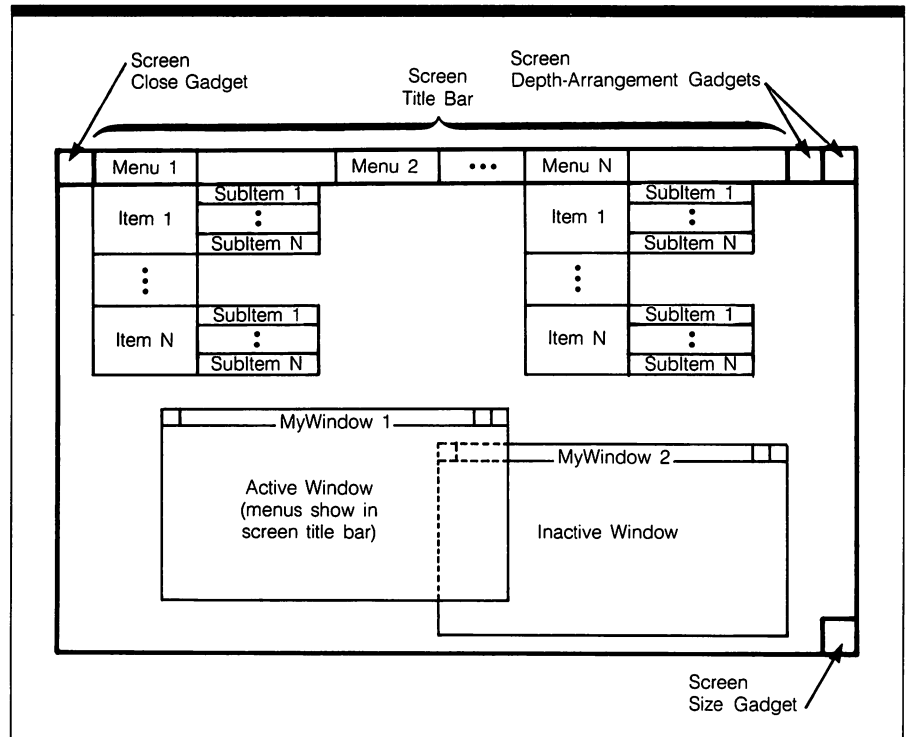 Screen
Close Gadget
Screen
Title Bar
Screen
Depth-Arrangement Gadgets
Menu 1
Menu 2
•••
Menu N
Item 1
SubItem 1
⋮
SubItem N
⋮
Item N
SubItem 1
⋮
SubItem N
Item 1
SubItem 1
⋮
SubItem N
⋮
Item N
SubItem 1
⋮
SubItem N
MyWindow 1
Active Window
(menus show in
screen title bar)
MyWindow 2
Inactive Window
Screen
Size Gadget